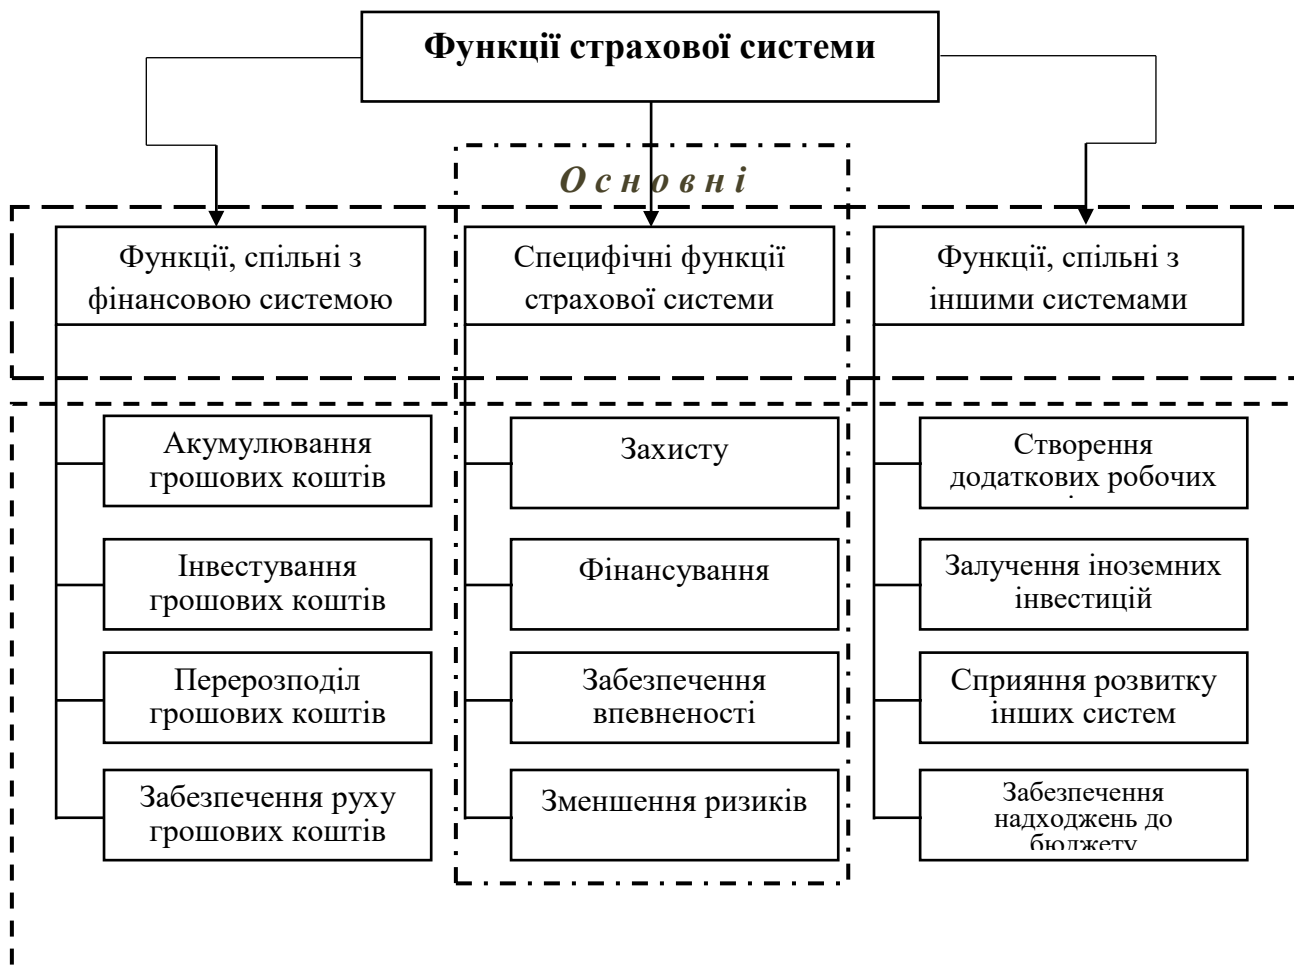 Функції страхової системи
Основні
Функції, спільні з
фінансовою системою
Специфічні функції
страхової системи
Функції, спільні з
іншими системами
Акумулювання
грошових коштів
Інвестування
грошових коштів
Перерозподіл
грошових коштів
Забезпечення руху
грошових коштів
Захисту
Фінансування
Забезпечення
впевненості
Зменшення ризиків
Створення
додаткових робочих
Залучення іноземних
інвестицій
Сприяння розвитку
інших систем
Забезпечення
надходжень до
бюджету